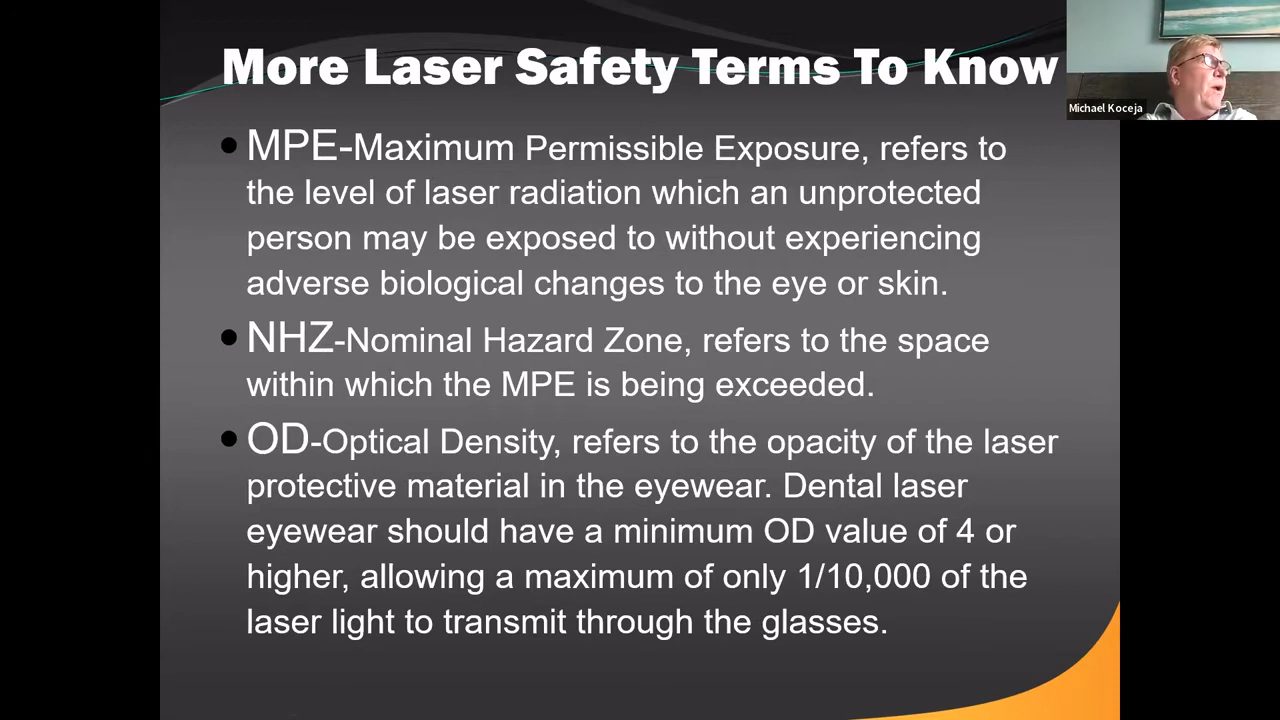 More Laser Safety Terms To Know
Michael Koceja
• MPE-Maximum Permissible Exposure, refers to
the level of laser radiation which an unprotected
person may be exposed to without experiencing
adverse biological changes to the eye or skin.
• NHZ-Nominal Hazard Zone, refers to the space
within which the MPE is being exceeded.
• OD-Optical Density, refers to the opacity of the laser
protective material in the eyewear. Dental laser
eyewear should have a minimum OD value of 4 or
higher, allowing a maximum of only 1/10,000 of the
laser light to transmit through the glasses.